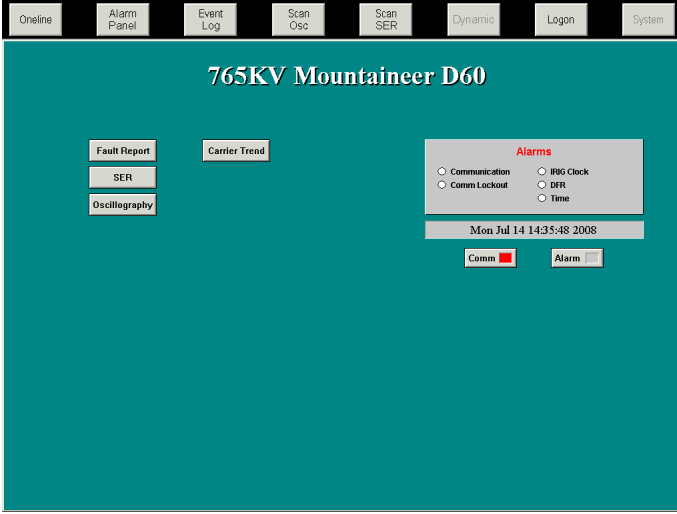 Oneline
Alarm
Panel
Event
Log
Scan
Osc
Scan
SER
Dynamic
Logon
System
765KV Mountaineer D60
Fault Report
Carrier Trend
SER
Oscillography
Alarms
Communication
IRIG Clock
Comm Lockout
DFR
Time
Mon Jul 14 14:35:48 2008
Comm
Alarm